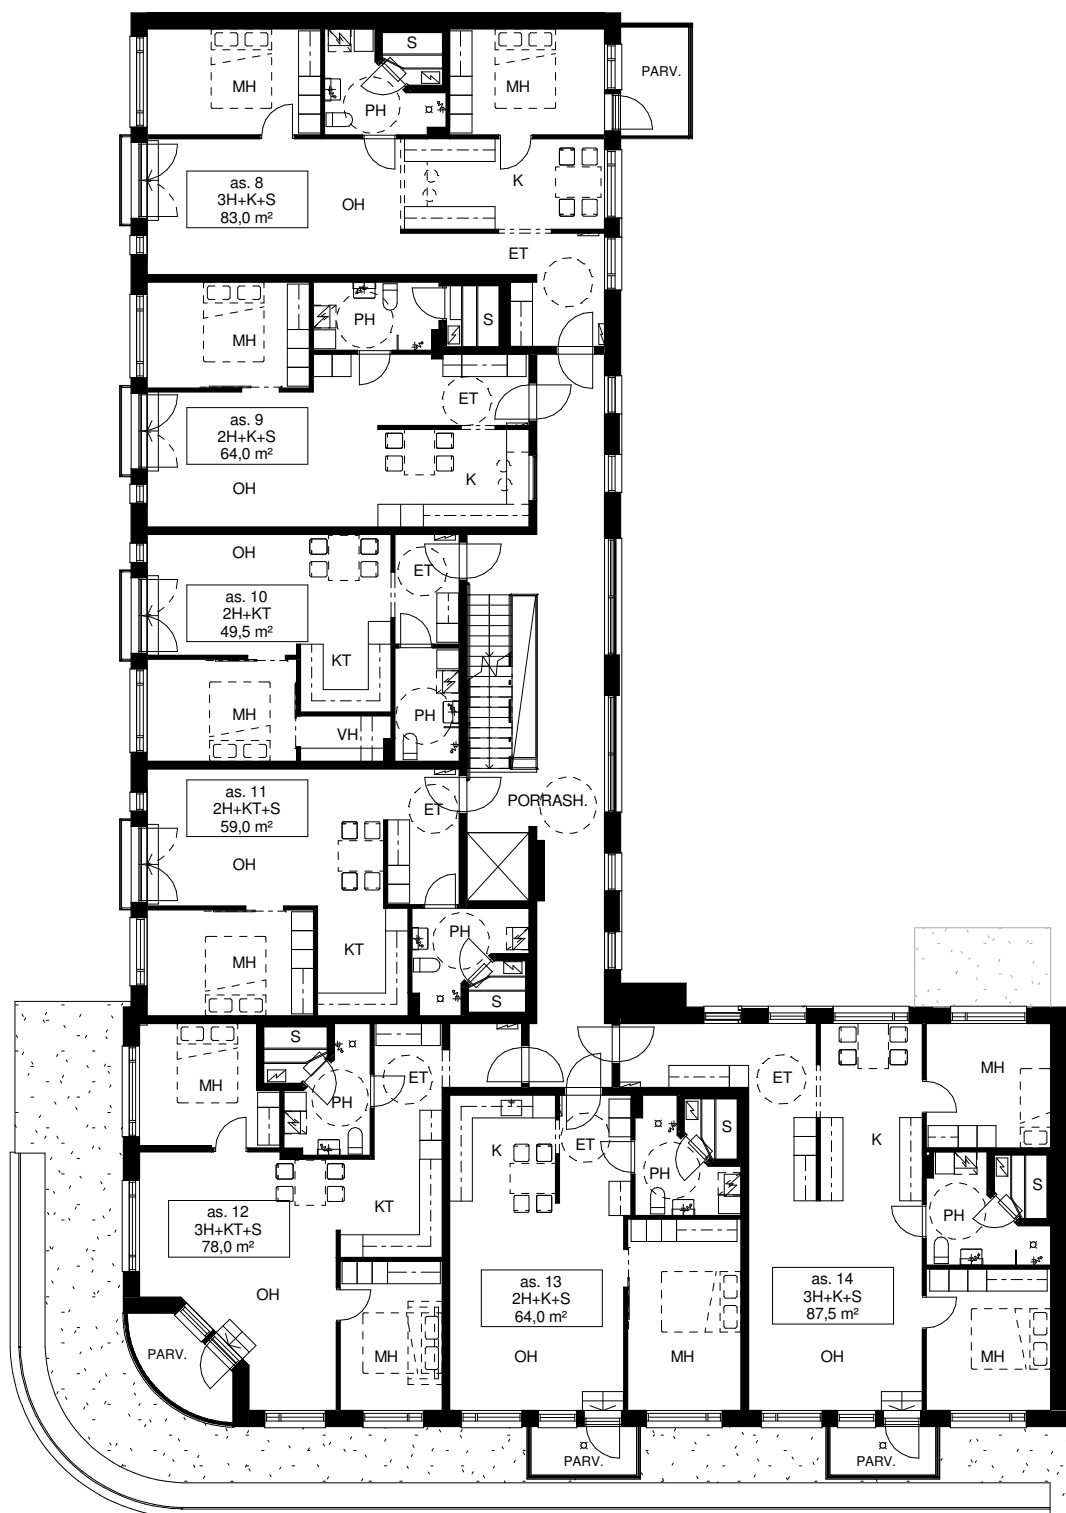 S
MH
PH
MH
PARV.
as. 8
3H+K+S
83,0 m²
OH
K
ET
MH
PH
S
as. 9
2H+K+S
64,0 m²
ET
OH
K
OH
ET
as. 10
2H+KT
49,5 m²
KT
MH
VH
PH
as. 11
2H+KT+S
59,0 m²
ET
PORRASH.
OH
KT
PH
MH
S
S
MH
PH
ET
ET
MH
K
ET
PH
S
K
S
as. 12
3H+KT+S
78,0 m²
KT
PH
OH
as. 13
2H+K+S
64,0 m²
as. 14
3H+K+S
87,5 m²
PARV.
MH
OH
MH
OH
MH
PARV.
PARV.